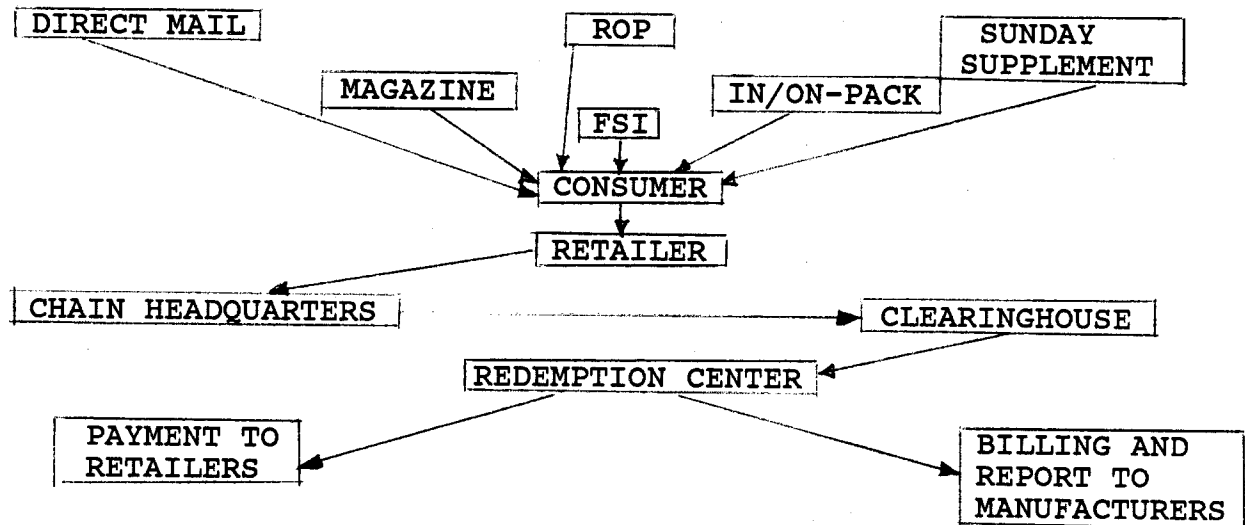 DIRECT MAIL
ROP
SUNDAY
SUPPLEMENT
MAGAZINE
IN/ON-PACK
FSI
CONSUMER
RETAILER
CHAIN HEADQUARTERS
CLEARINGHOUSE
REDEMPTION CENTER
PAYMENT TO
RETAILERS
BILLING AND
REPORT TO
MANUFACTURERS